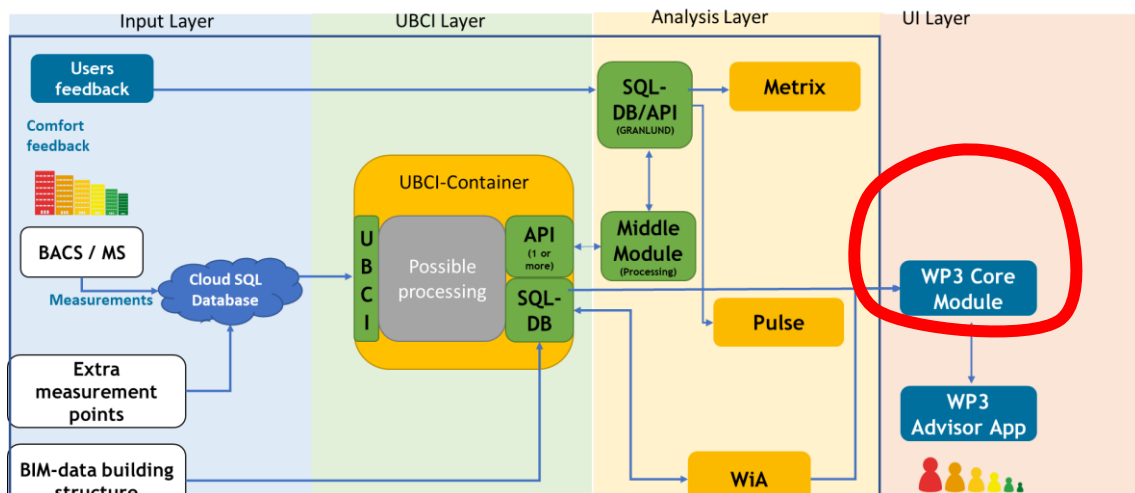 Input Layer
UBCI Layer
Analysis Layer
UI Layer
Users
feedback
Comfort
feedback
BACS / MS
Measurements
Cloud SQL
Database
Extra
measurement
points
BIM-data building
structure
UBCI-Container
U
B
C
I
Possible
processing
API
(1 or
more)
SQL-
DB
SQL-
DB/API
(GRANLUND)
Middle
Module
(Processing)
Metrix
Pulse
WiA
WP3 Core
Module
WP3
Advisor App